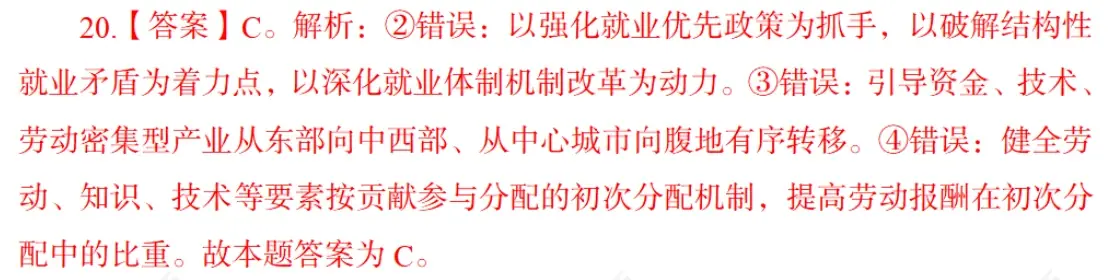 20.【答案】C。解析：②错误：以强化就业优先政策为抓手，以破解结构性
就业矛盾为着力点，以深化就业体制机制改革为动力。③错误：引导资金、技术、
劳动密集型产业从东部向中西部、从中心城市向腹地有序转移。④错误：健全劳
动、知识、技术等要素按贡献参与分配的初次分配机制，提高劳动报酬在初次分
配中的比重。故本题答案为 C。